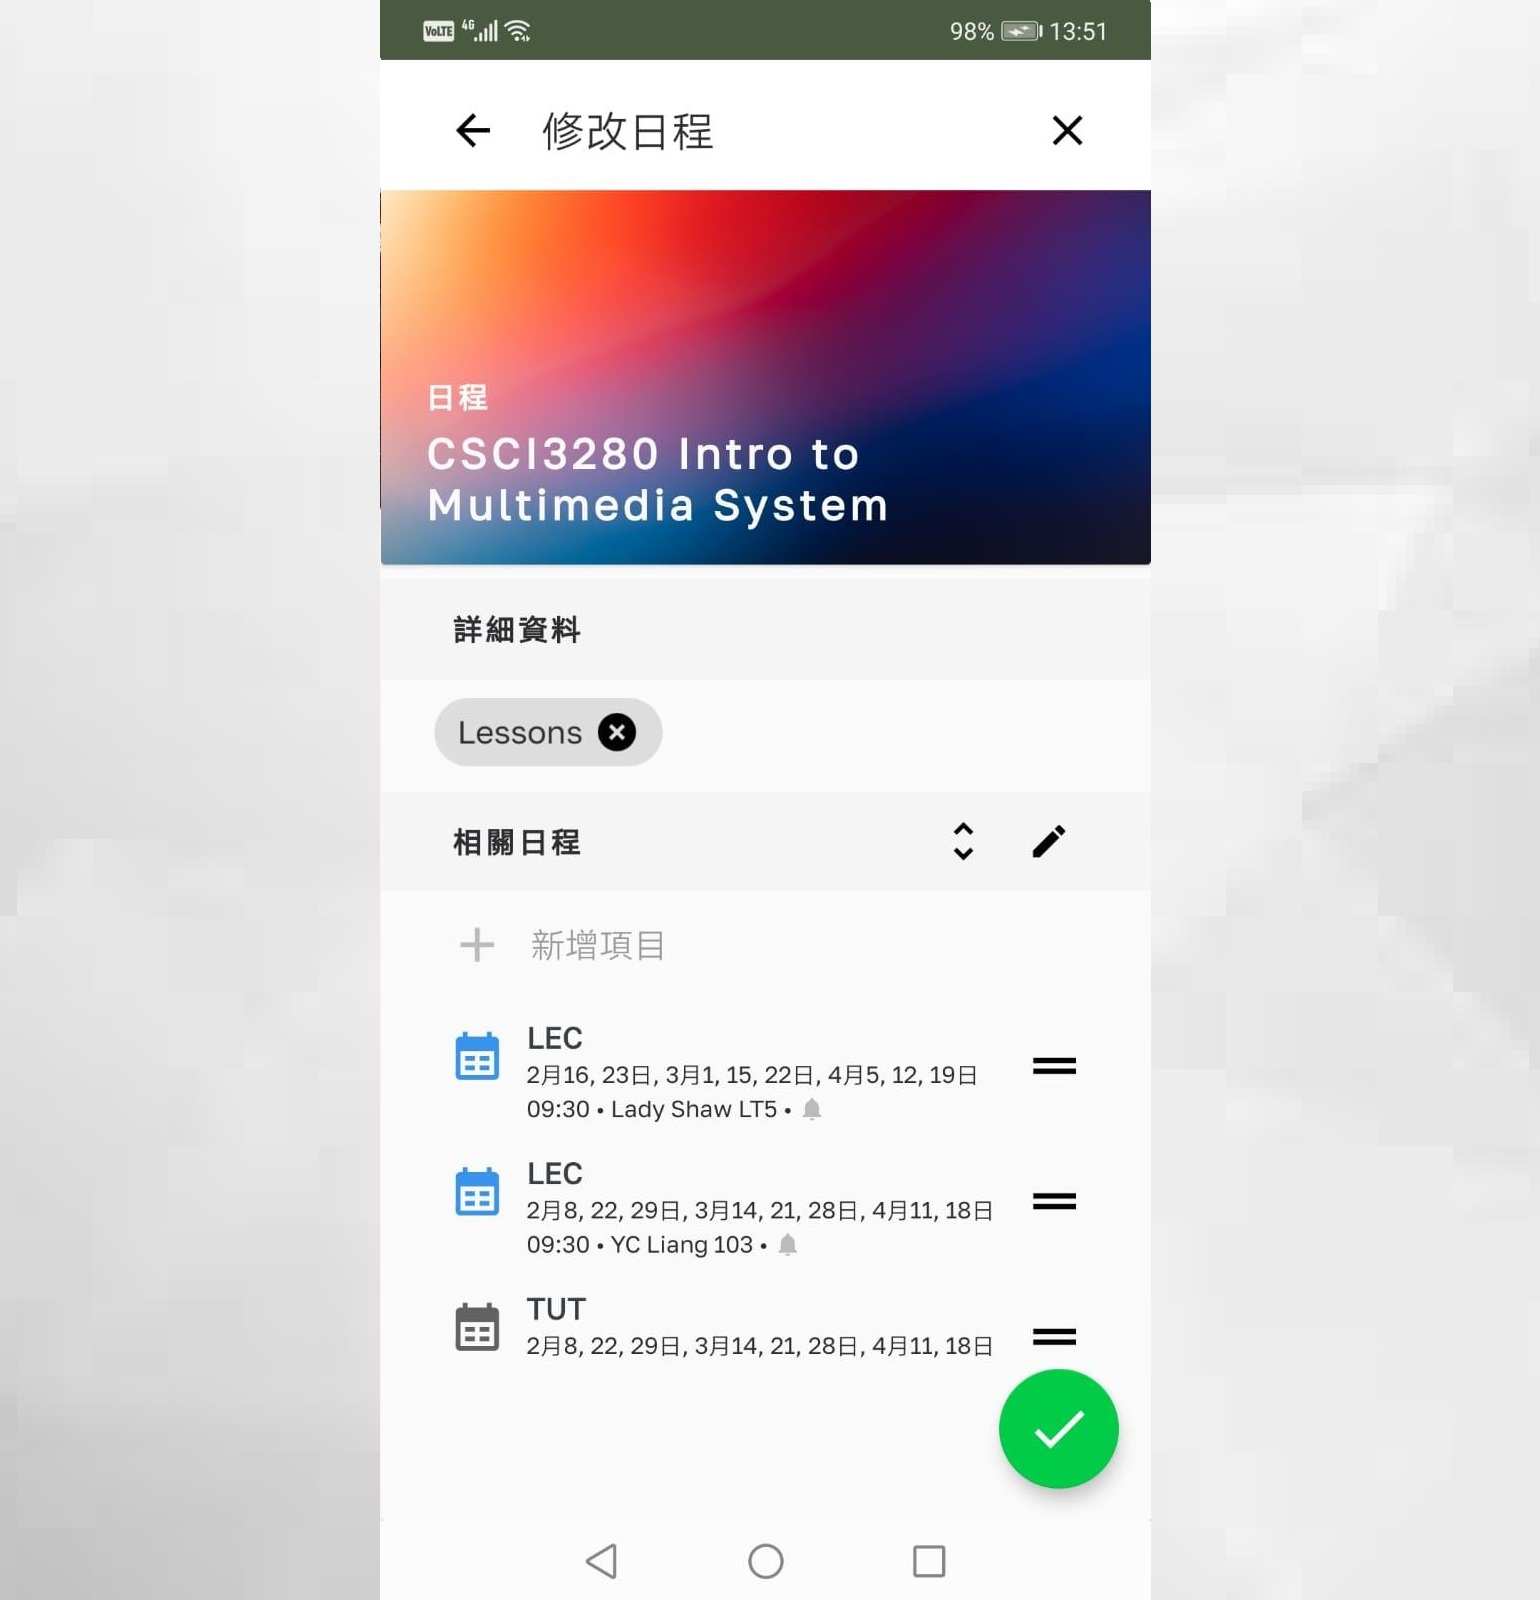 VoLTE 4G 98% 13:51
修改日程
日程
CSCI3280 Intro to
Multimedia System
詳細資料
Lessons
相關日程
新增項目
LEC
2月16, 23日, 3月1, 15, 22日, 4月5, 12, 19日
09:30 • Lady Shaw LT5 •
LEC
2月8, 22, 29日, 3月14, 21, 28日, 4月11, 18日
09:30 • YC Liang 103 •
TUT
2月8, 22, 29日, 3月14, 21, 28日, 4月11, 18日